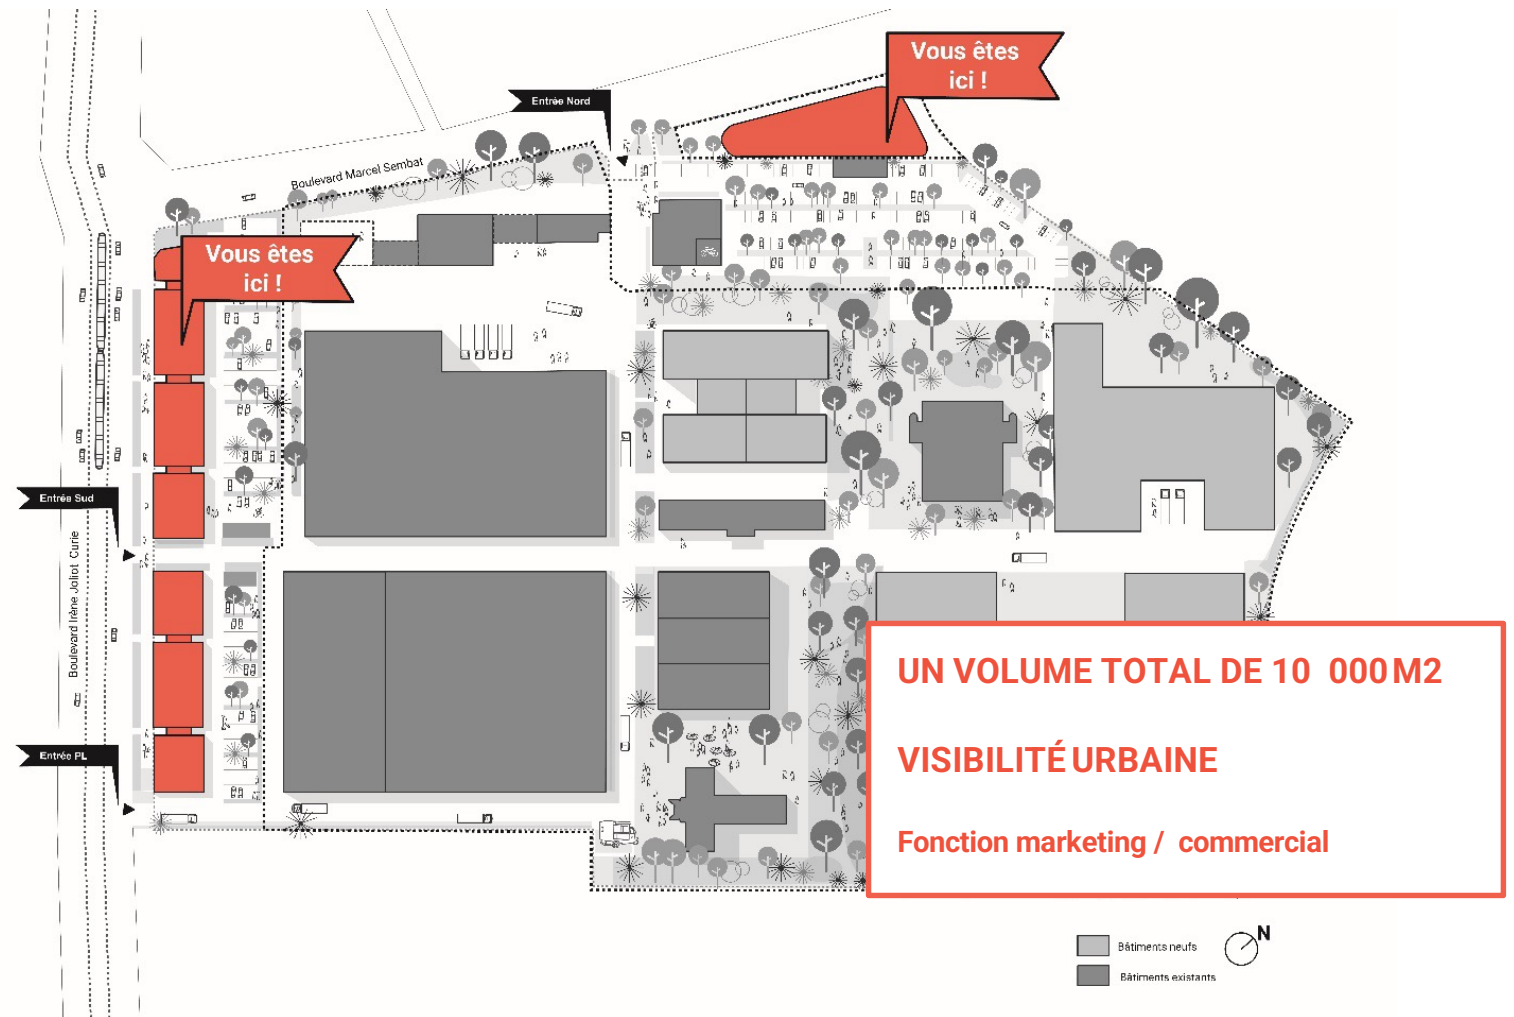 Vous êtes
ici !
Entrée Nord
Boulevard Marcel Sembat
Vous êtes
ici !
Entrée Sud
Boulevard Irène Joliot Curie
Entrée PL
UN VOLUME TOTAL DE 10 000 M2
VISIBILITÉ URBAINE
Fonction marketing / commercial
N
Bâtiments neufs
Bâtiments existants